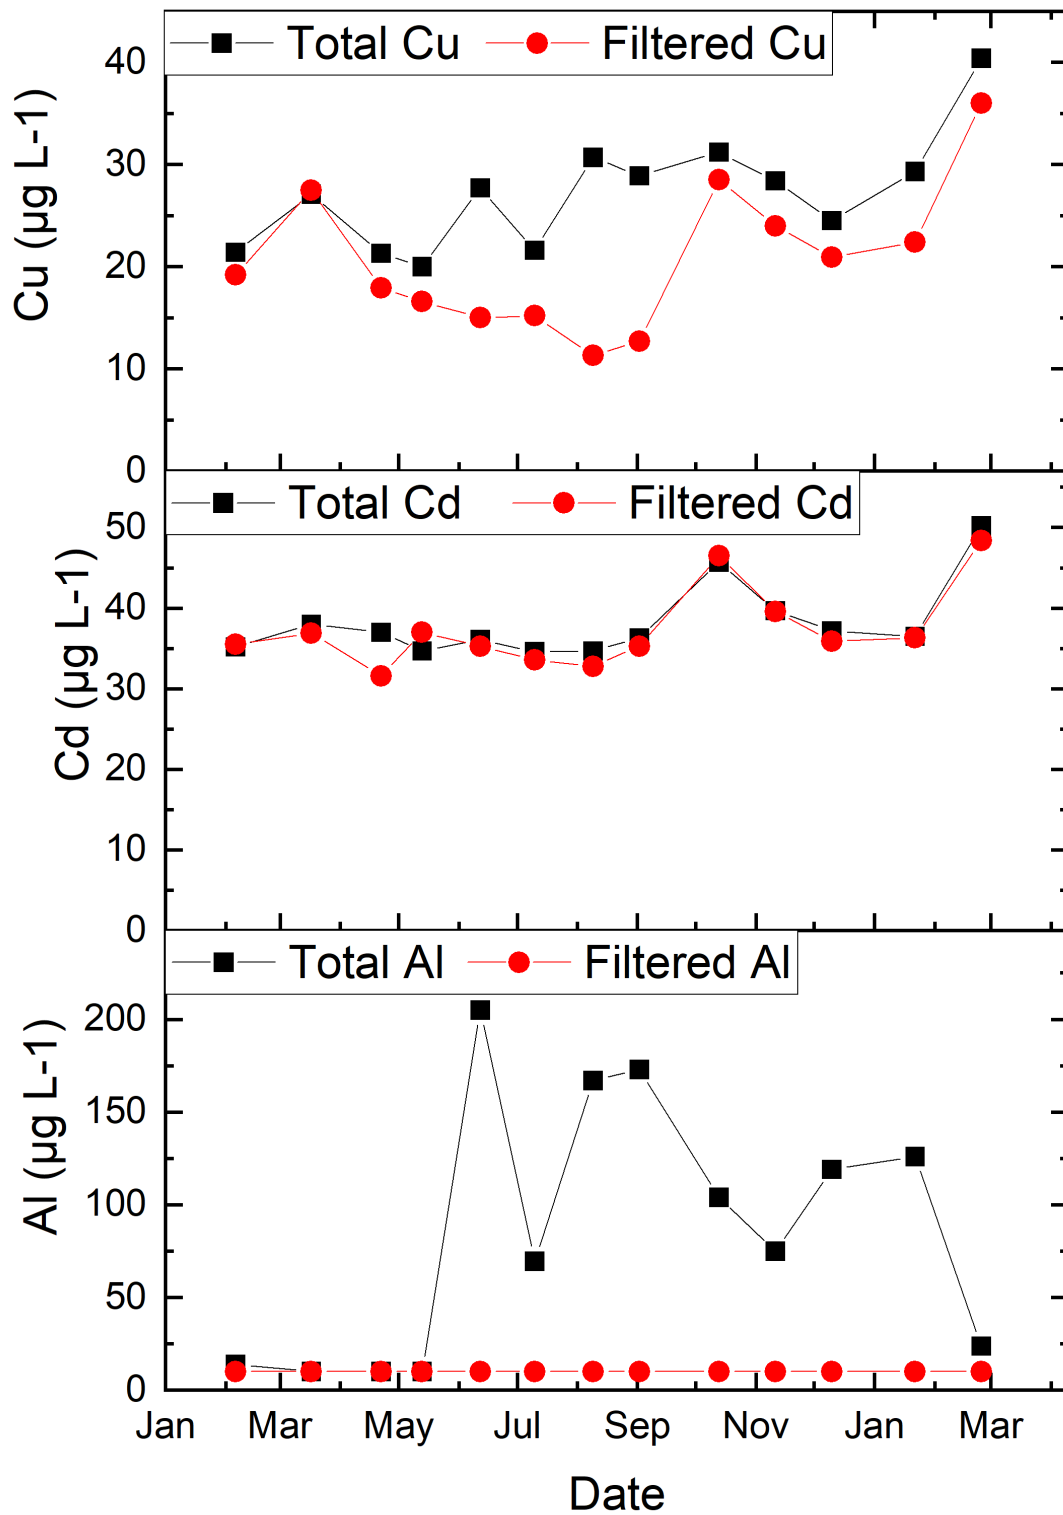 Total Cu Filtered Cu
40
30
20
10
0
Cu (µg L-1)
Total Cd Filtered Cd
50
40
30
20
10
0
Cd (µg L-1)
Total Al Filtered Al
200
150
100
50
0
Al (µg L-1)
Jan Mar May Jul Sep Nov Jan Mar
Date